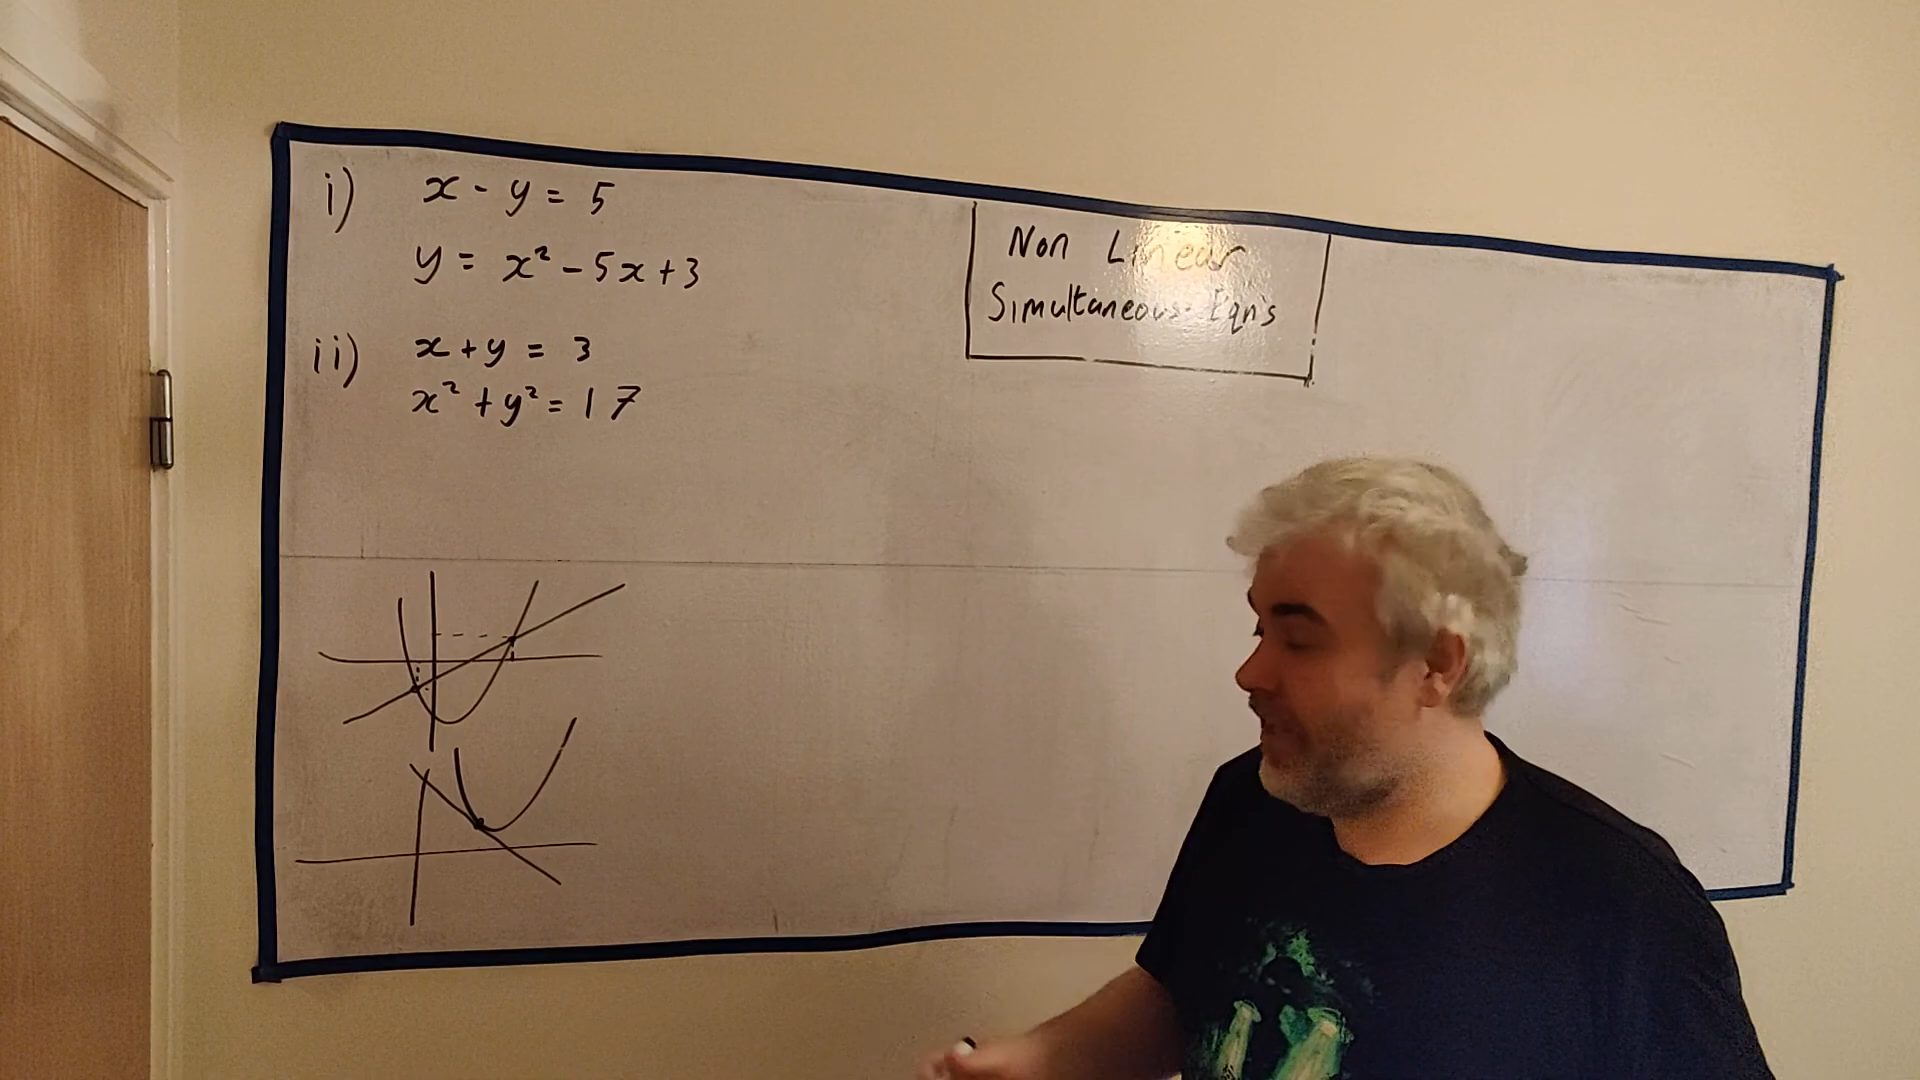 i) x - y = 5
y = x² - 5x + 3
ii) x + y = 3
x² + y² = 17
Non Linear
Simultaneous Eqn's